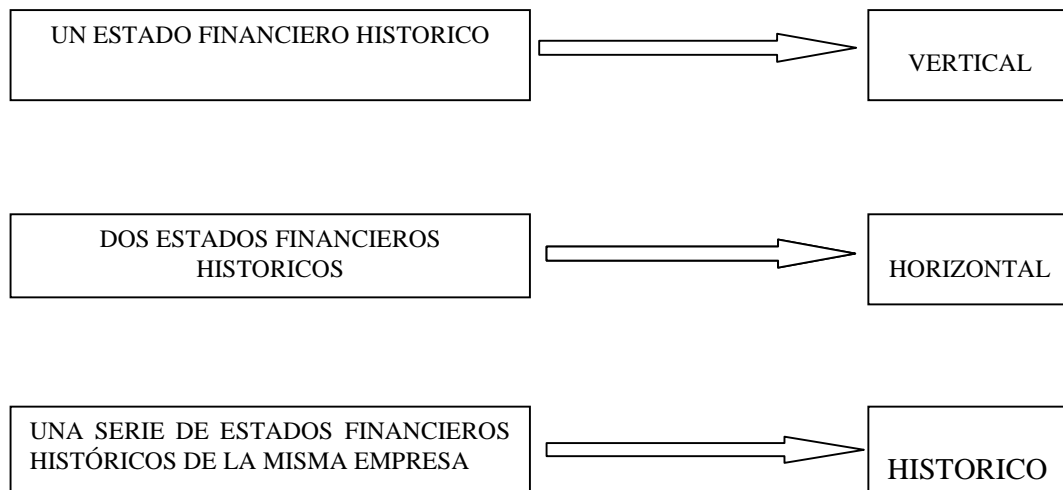 UN ESTADO FINANCIERO HISTORICO
VERTICAL
DOS ESTADOS FINANCIEROS
HISTORICOS
HORIZONTAL
UNA SERIE DE ESTADOS FINANCIEROS
HISTÓRICOS DE LA MISMA EMPRESA
HISTORICO